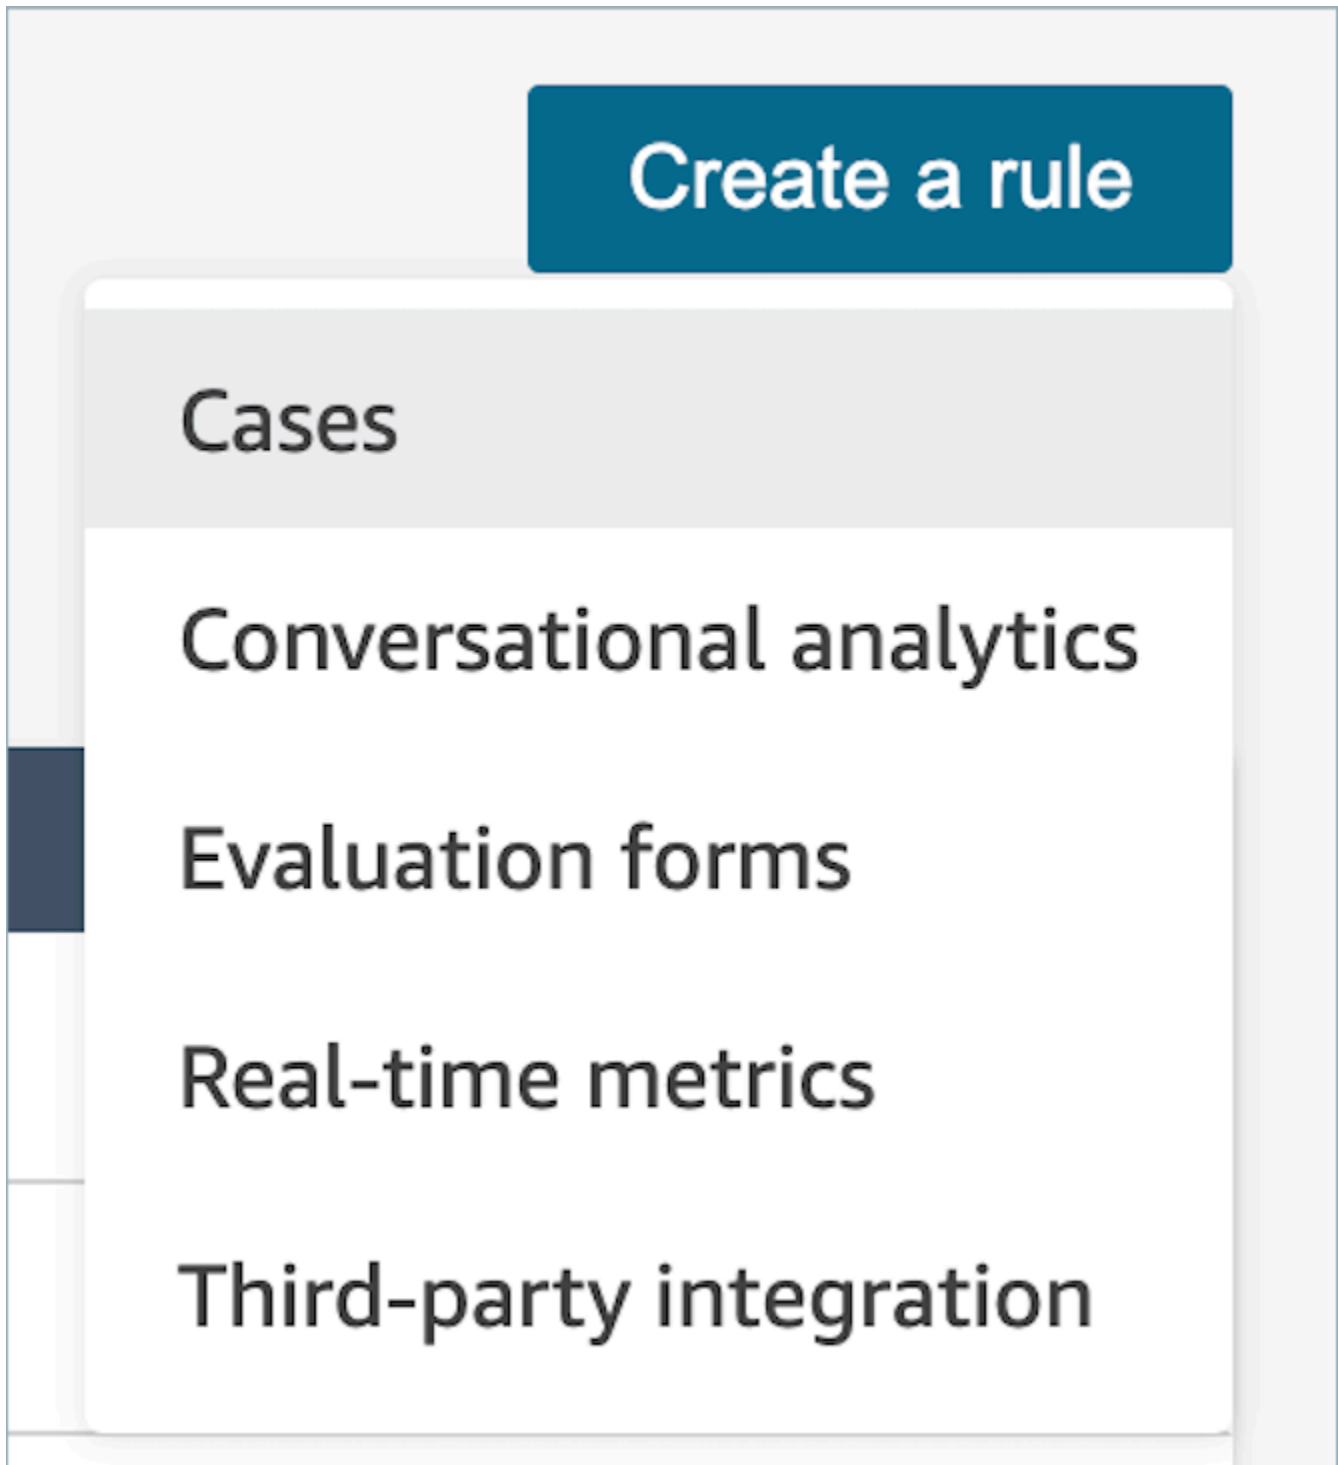 Create a rule
Cases
Conversational analytics
Evaluation forms
Real-time metrics
Third-party integration